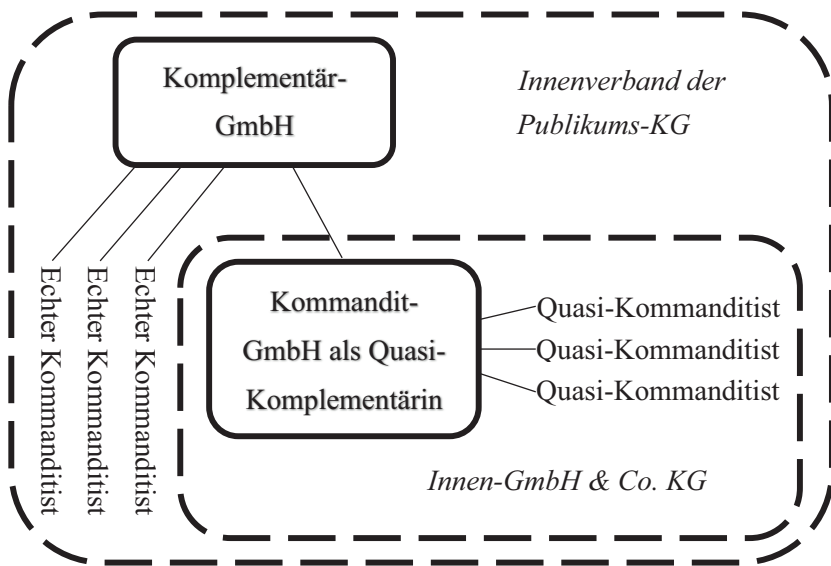 Komplementär-
GmbH
Innenverband der
Publikums-KG
Echter Kommanditist
Echter Kommanditist
Echter Kommanditist
Kommandit-
GmbH als Quasi-
Komplementärin
Quasi-Kommanditist
Quasi-Kommanditist
Quasi-Kommanditist
Innen-GmbH & Co. KG